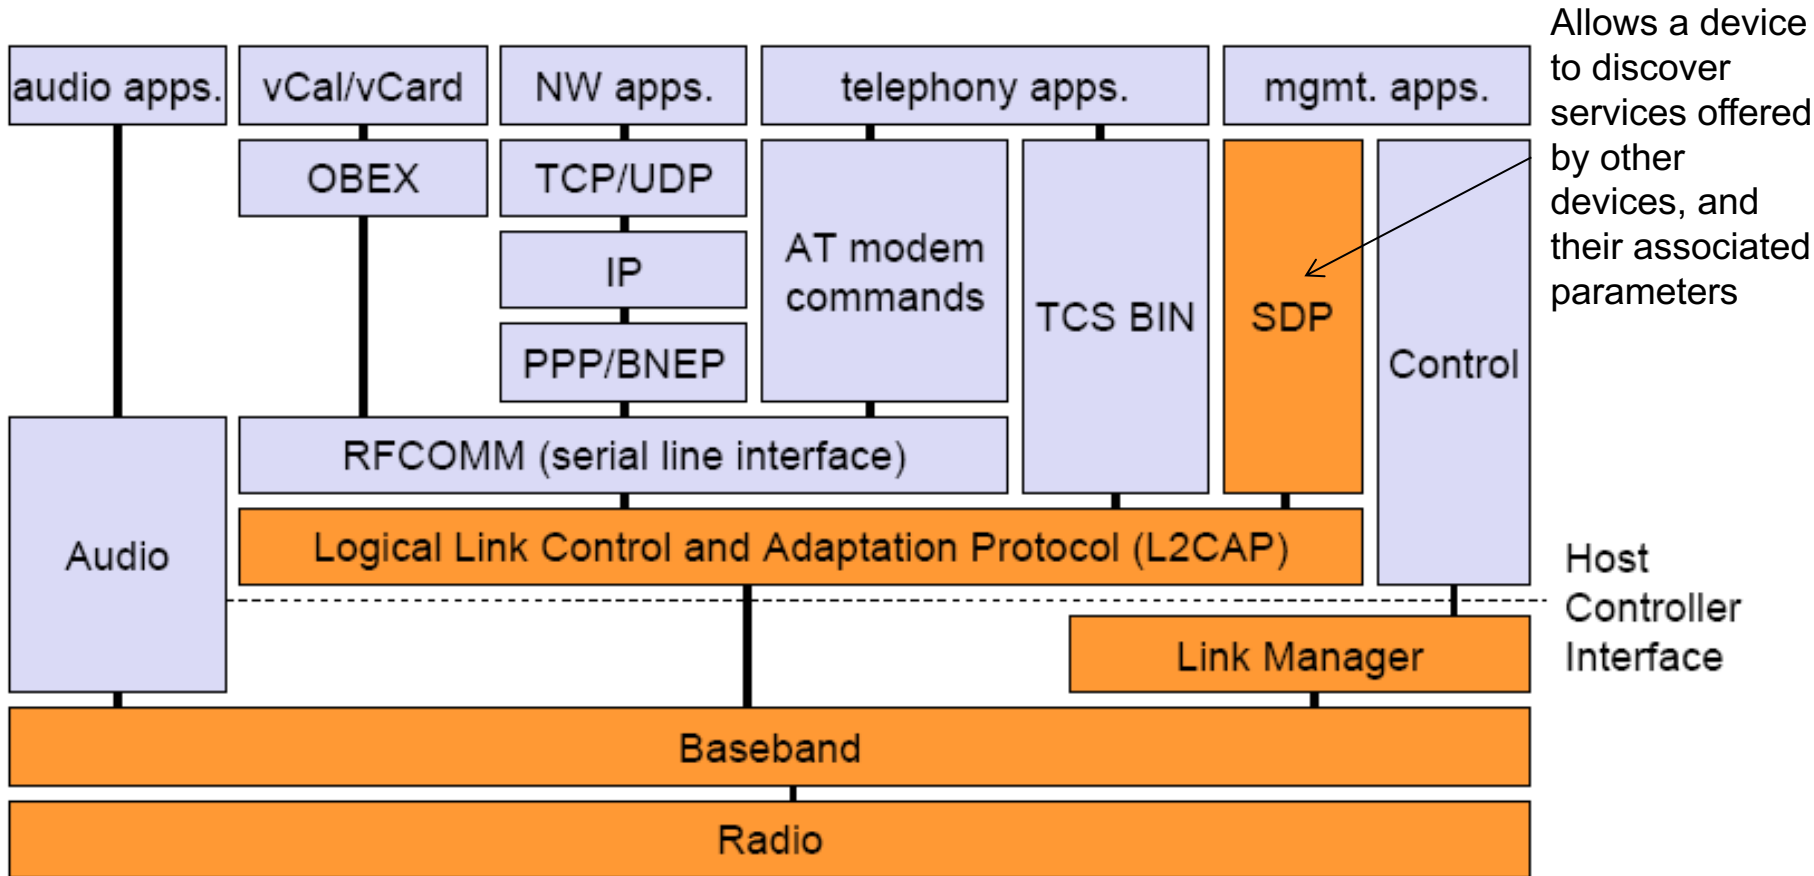 Allows a device
to discover
services offered
by other
devices, and
their associated
parameters
audio apps.
vCal/vCard
NW apps.
telephony apps.
mgmt. apps.
OBEX
TCP/UDP
IP
PPP/BNEP
AT modem
commands
TCS BIN
SDP
Control
RFCOMM (serial line interface)
Audio
Logical Link Control and Adaptation Protocol (L2CAP)
Host
Controller
Interface
Link Manager
Baseband
Radio